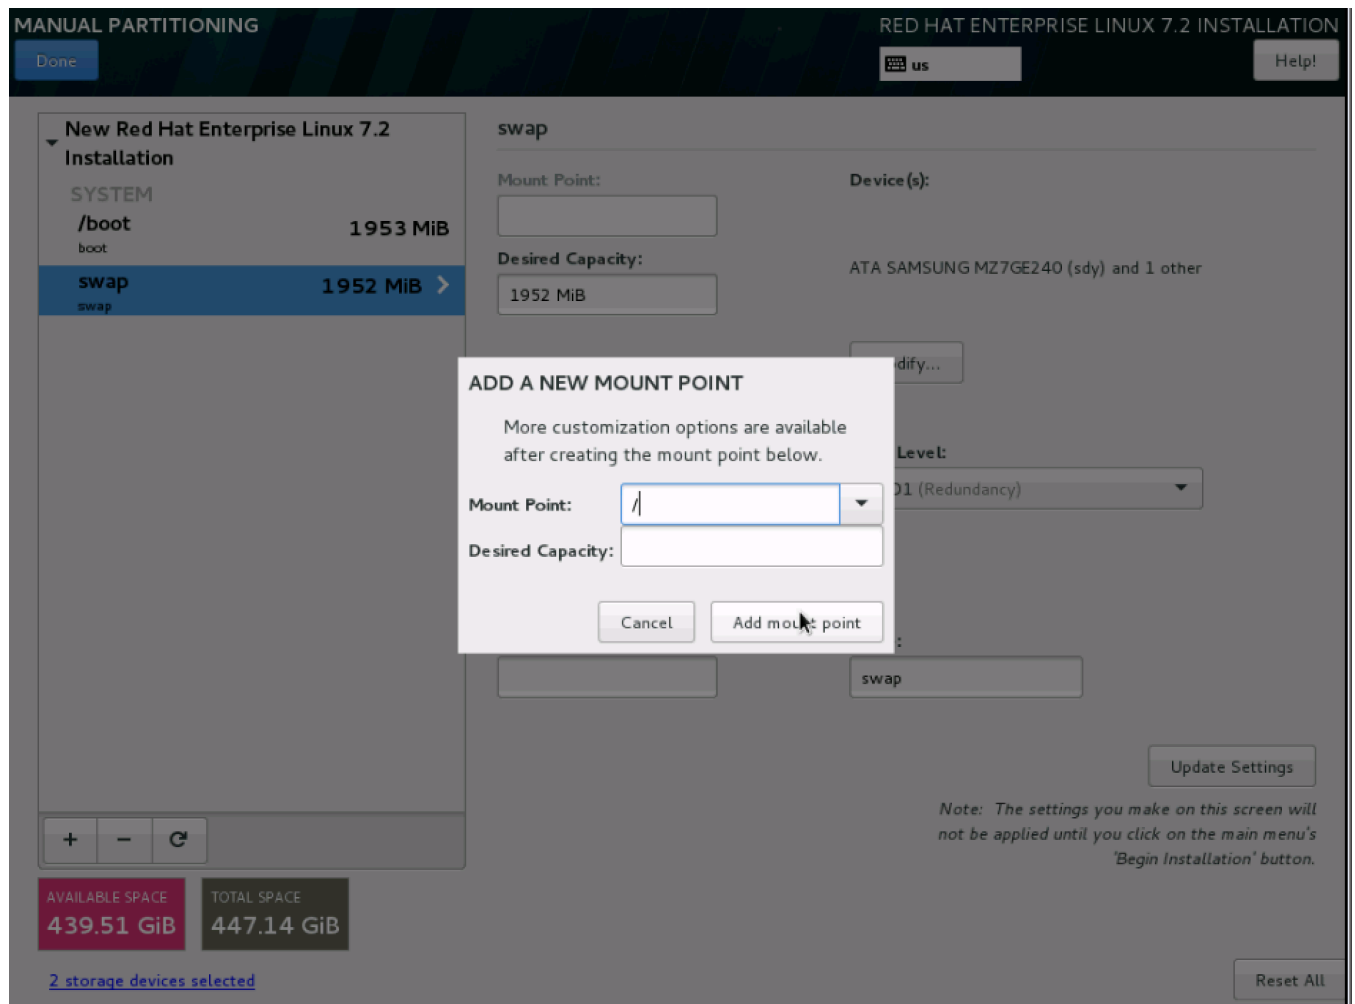 MANUAL PARTITIONING
RED HAT ENTERPRISE LINUX 7.2 INSTALLATION
Done
us
Help!
New Red Hat Enterprise Linux 7.2
Installation
SYSTEM
/boot
1953 MiB
boot
swap
1952 MiB
swap
swap
Mount Point:
Device(s):
Desired Capacity:
1952 MiB
ATA SAMSUNG MZ7GE240 (sdy) and 1 other
dify...
Level:
D1 (Redundancy)
ADD A NEW MOUNT POINT
More customization options are available
after creating the mount point below.
Mount Point:
/
Desired Capacity:
Cancel
Add mount point
:
swap
Update Settings
Note: The settings you make on this screen will
not be applied until you click on the main menu's
'Begin Installation' button.
+ −
AVAILABLE SPACE
439.51 GiB
TOTAL SPACE
447.14 GiB
2 storage devices selected
Reset All